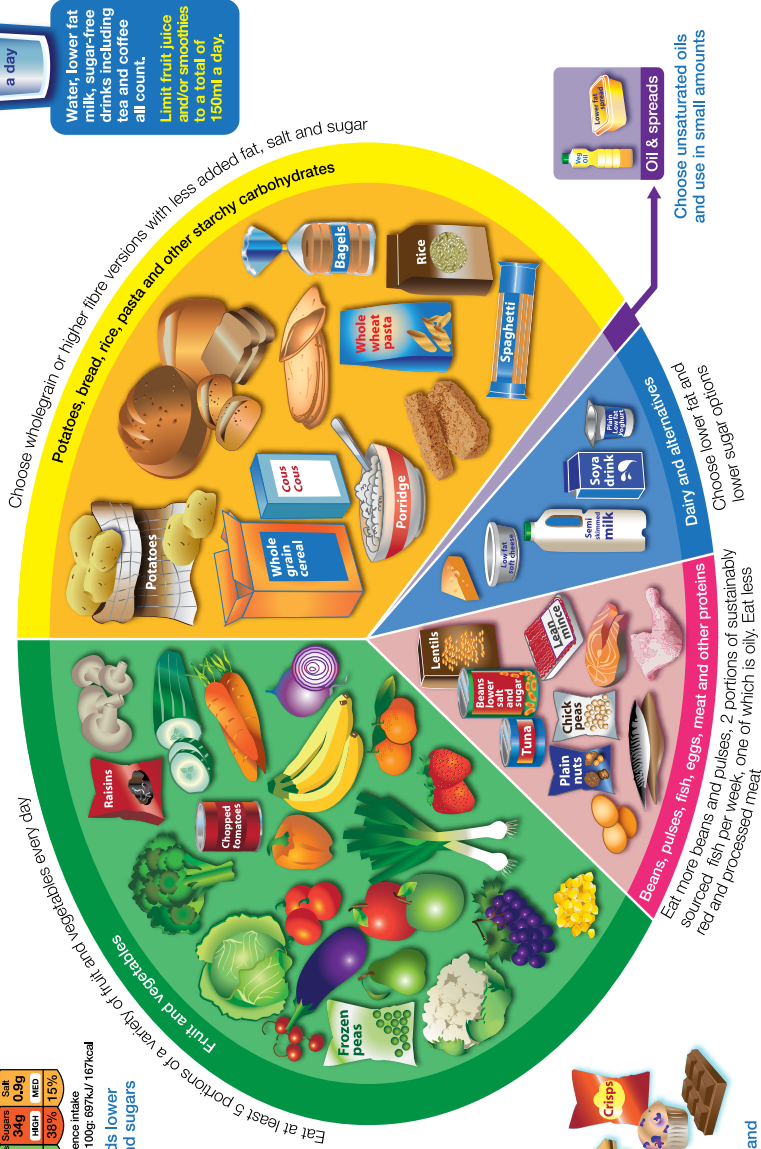 Sugars Salt
34g 0.9g
HIGH MED
38% 15%
ence intake
100g: 697kJ/ 167kcal
ds lower
nd sugars
a day
Water, lower fat
milk, sugar-free
drinks including
tea and coffee
all count.
Limit fruit juice
and/or smoothies
to a total of
150ml a day.
Eat at least 5 portions of a variety of fruit and vegetables every day
Fruit and vegetables
Raisins
Chopped
tomatoes
Frozen
peas
Choose wholegrain or higher fibre versions with less added fat, salt and sugar
Potatoes, bread, rice, pasta and other starchy carbohydrates
Potatoes
Whole
grain
cereal
Cous
Cous
Porridge
Whole
wheat
pasta
Bagels
Rice
Spaghetti
Lentils
Beans
lower
salt
and
sugar
Tuna
Lean
mince
Chick
peas
Plain
nuts
Beans, pulses, fish, eggs, meat and other proteins
Eat more beans and pulses, 2 portions of sustainably
sourced fish per week, one of which is oily. Eat less
red and processed meat
Low fat
soft cheese
Semi
skimmed
milk
Soya
drink
Plain
Low fat
Yoghurt
Dairy and alternatives
Choose lower fat and
lower sugar options
Veg
Oil
Lower fat
spread
Oil & spreads
Choose unsaturated oils
and use in small amounts
Crisps
and